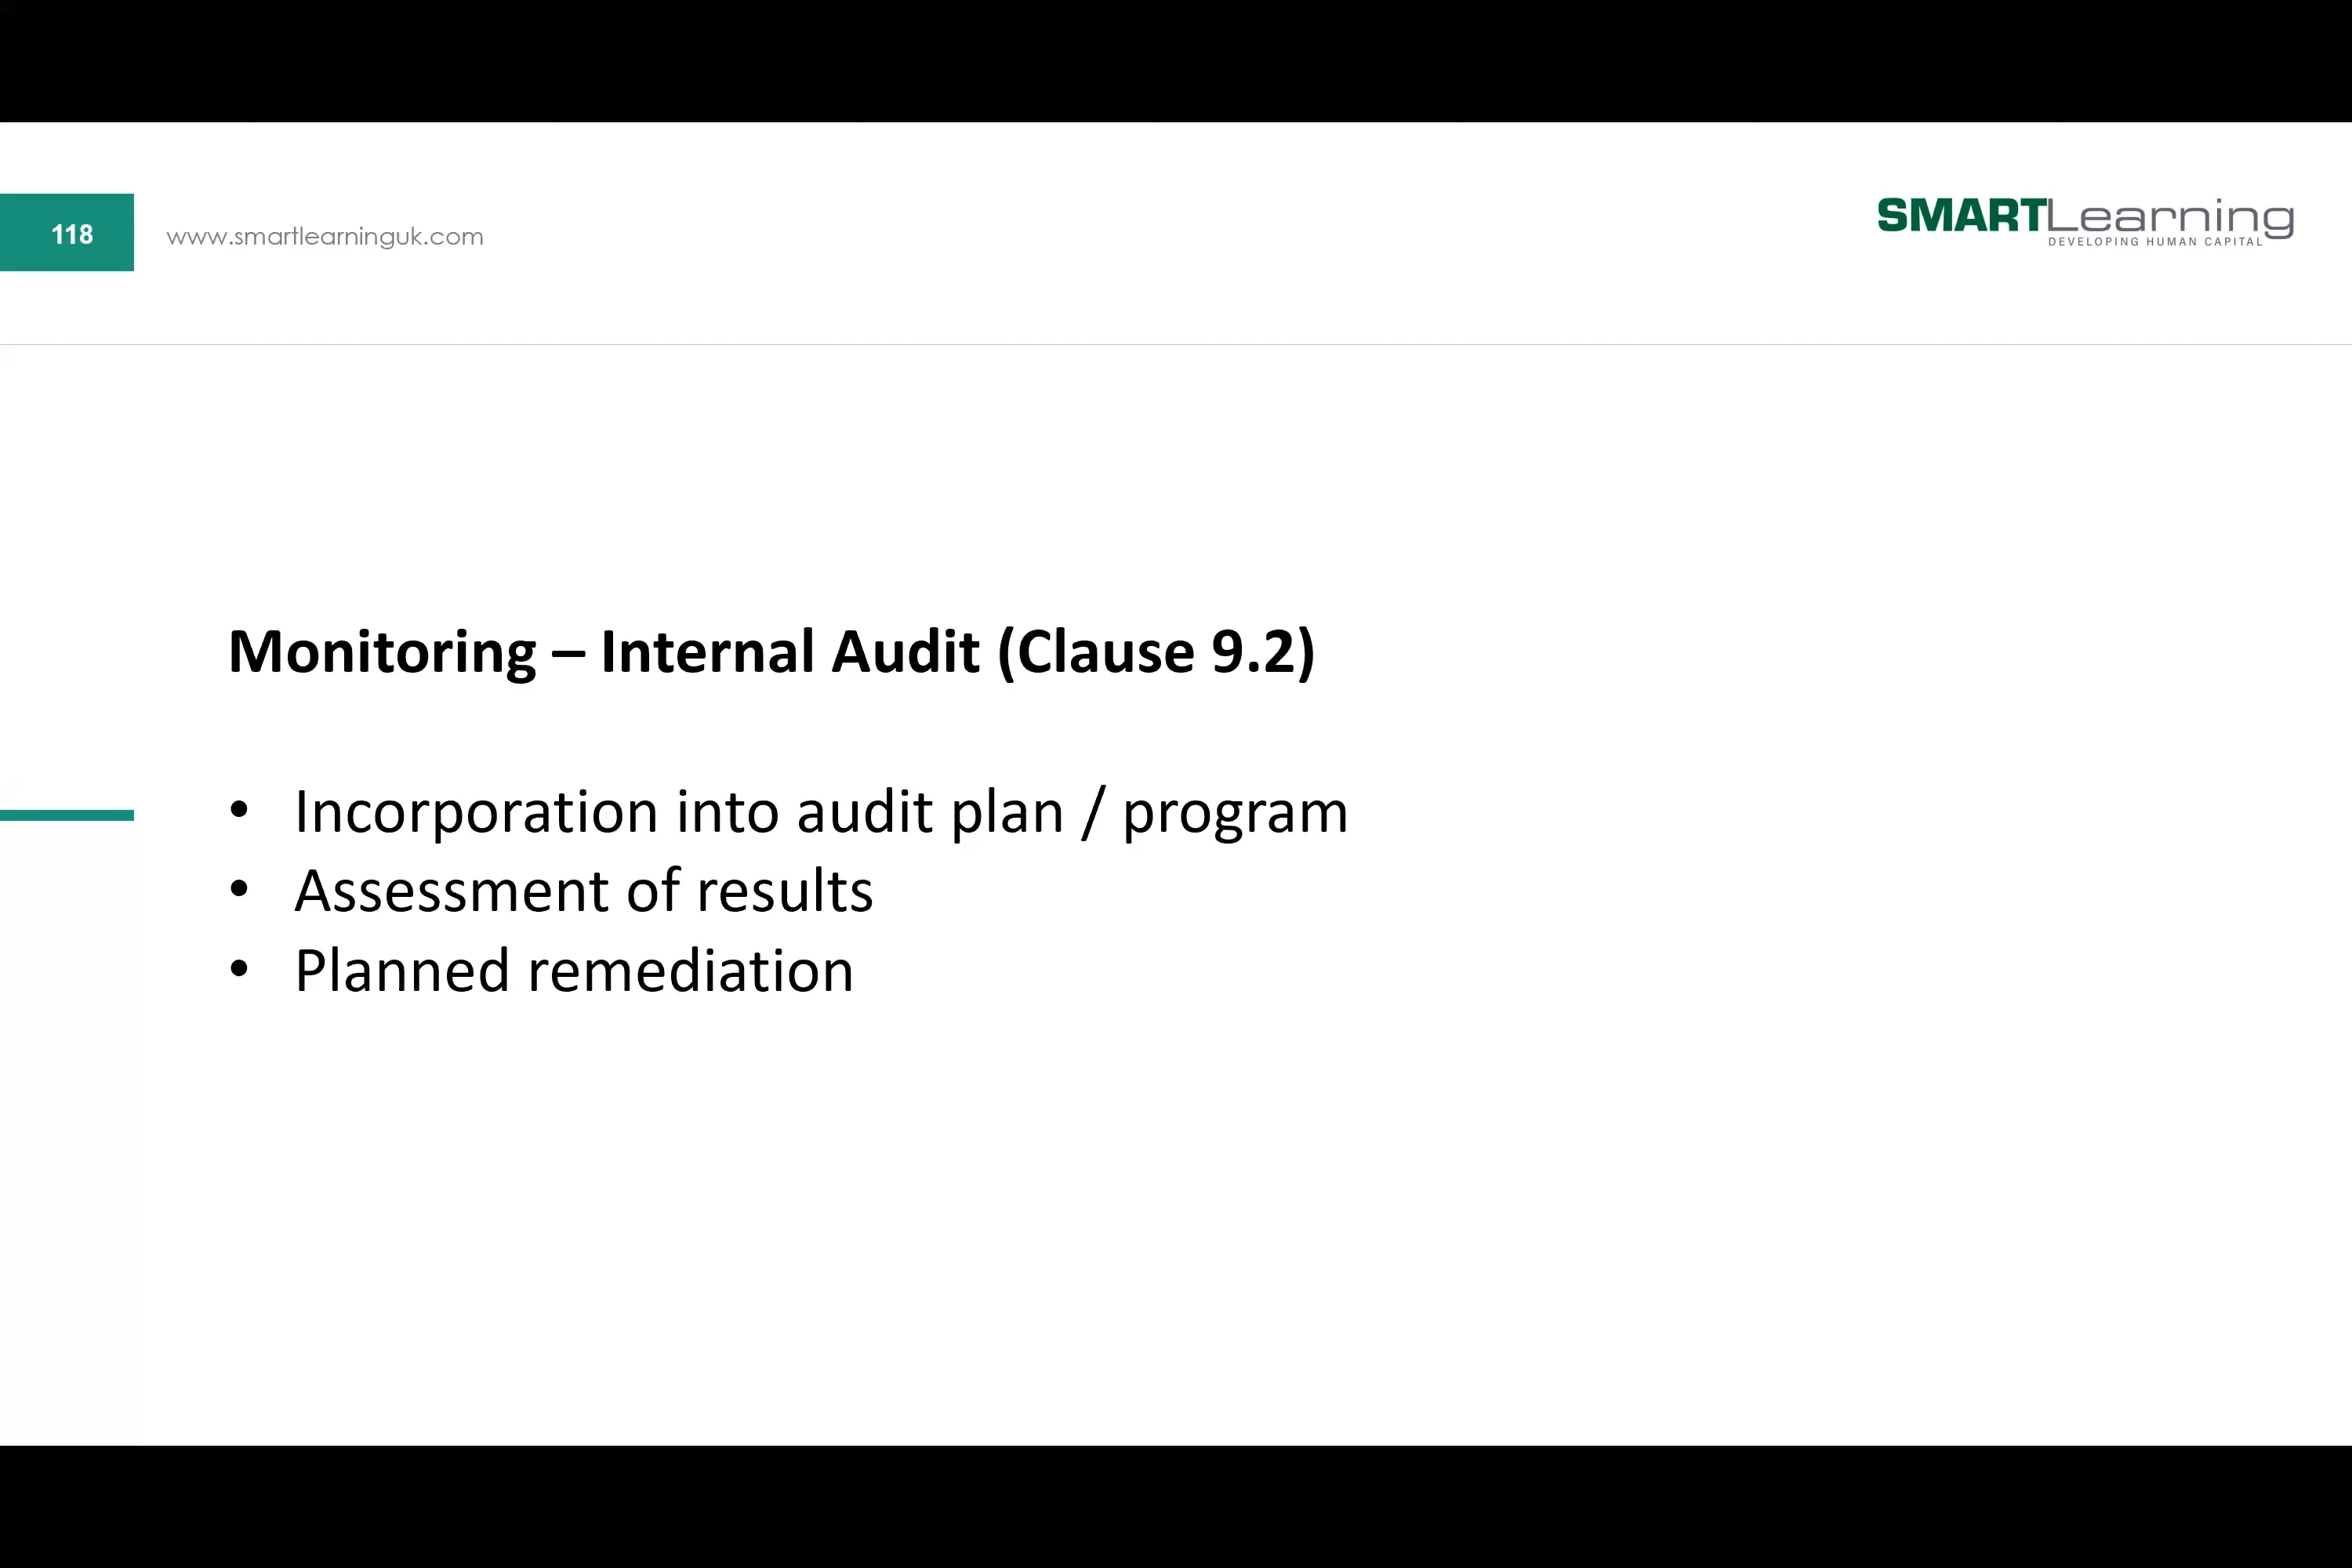 118
www.smartlearninguk.com
SMARTLearning
DEVELOPING HUMAN CAPITAL
Monitoring – Internal Audit (Clause 9.2)
• Incorporation into audit plan / program
• Assessment of results
• Planned remediation